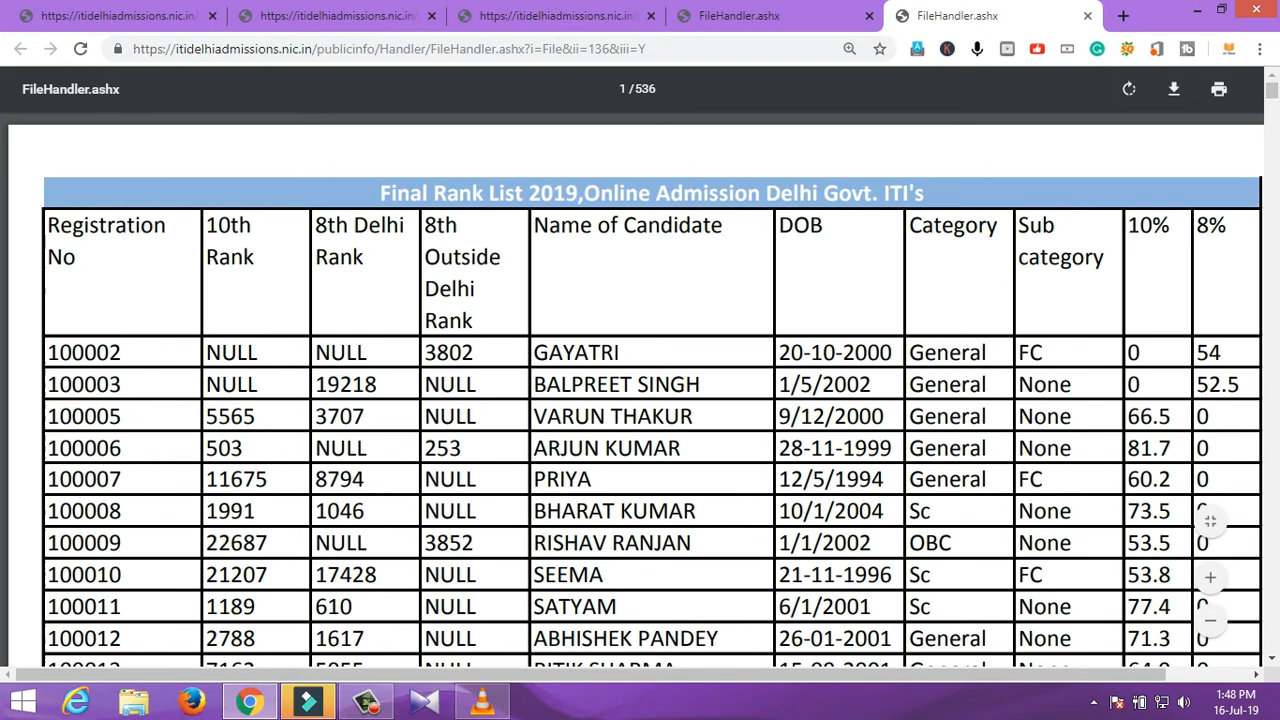 https://itidelhiadmissions.nic.in/ https://itidelhiadmissions.nic.in/ https://itidelhiadmissions.nic.in/ FileHandler.ashx FileHandler.ashx
https://itidelhiadmissions.nic.in/publicinfo/Handler/FileHandler.ashx?i=File&ii=136&iii=Y
FileHandler.ashx 1 / 536
Final Rank List 2019,Online Admission Delhi Govt. ITI's
Registration No 10th Rank 8th Delhi Rank 8th Outside Delhi Rank Name of Candidate DOB Category Sub category 10% 8%
100002 NULL NULL 3802 GAYATRI 20-10-2000 General FC 0 54
100003 NULL 19218 NULL BALPREET SINGH 1/5/2002 General None 0 52.5
100005 5565 3707 NULL VARUN THAKUR 9/12/2000 General None 66.5 0
100006 503 NULL 253 ARJUN KUMAR 28-11-1999 General None 81.7 0
100007 11675 8794 NULL PRIYA 12/5/1994 General FC 60.2 0
100008 1991 1046 NULL BHARAT KUMAR 10/1/2004 Sc None 73.5 0
100009 22687 NULL 3852 RISHAV RANJAN 1/1/2002 OBC None 53.5 0
100010 21207 17428 NULL SEEMA 21-11-1996 Sc FC 53.8
100011 1189 610 NULL SATYAM 6/1/2001 Sc None 77.4 0
100012 2788 1617 NULL ABHISHEK PANDEY 26-01-2001 General None 71.3 0
1:48 PM
16-Jul-19